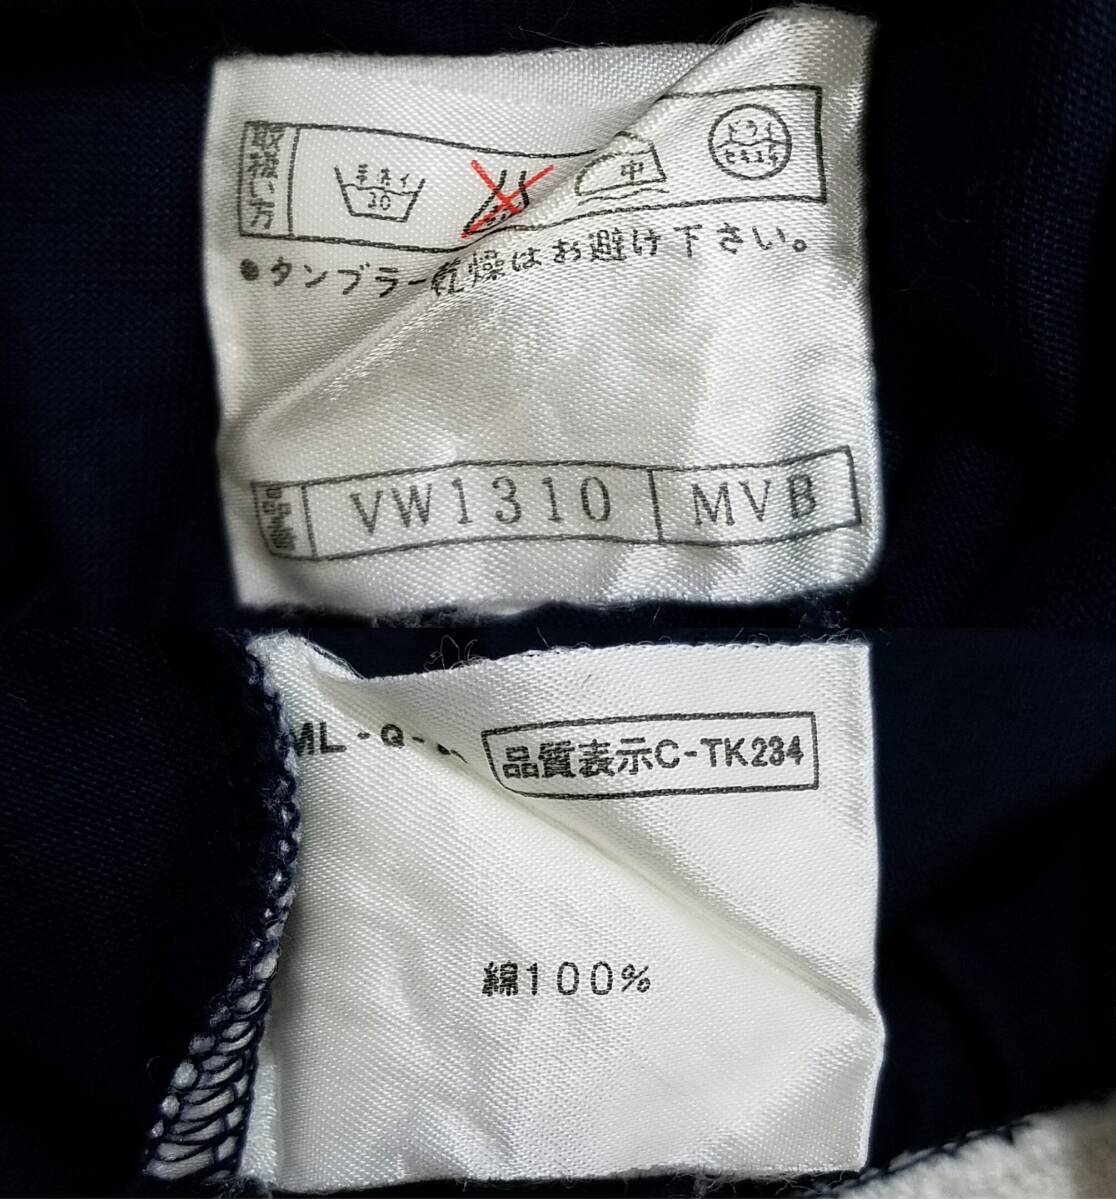 取扱い方
手・ホイ
30
中
ドライ
セキユ系
●タンブラー乾燥はお避け下さい。
品番 VW1310 MVB
ML-Q-
品質表示C-TK234
綿100%